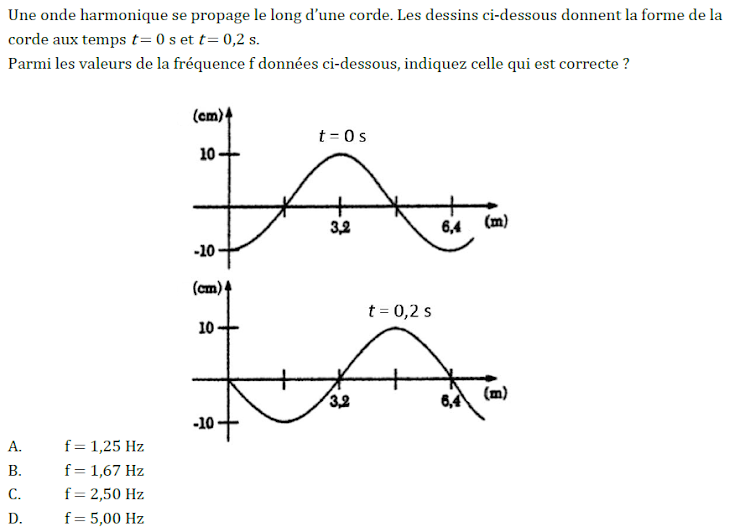 Une onde harmonique se propage le long d’une corde. Les dessins ci-dessous donnent la forme de la
corde aux temps t= 0 s et t= 0,2 s.
Parmi les valeurs de la fréquence f données ci-dessous, indiquez celle qui est correcte ?
(cm)
t = 0 s
10
3,2
6,4
(m)
-10
(cm)
t = 0,2 s
10
3,2
6,4
(m)
-10
A. f = 1,25 Hz
B. f = 1,67 Hz
C. f = 2,50 Hz
D. f = 5,00 Hz